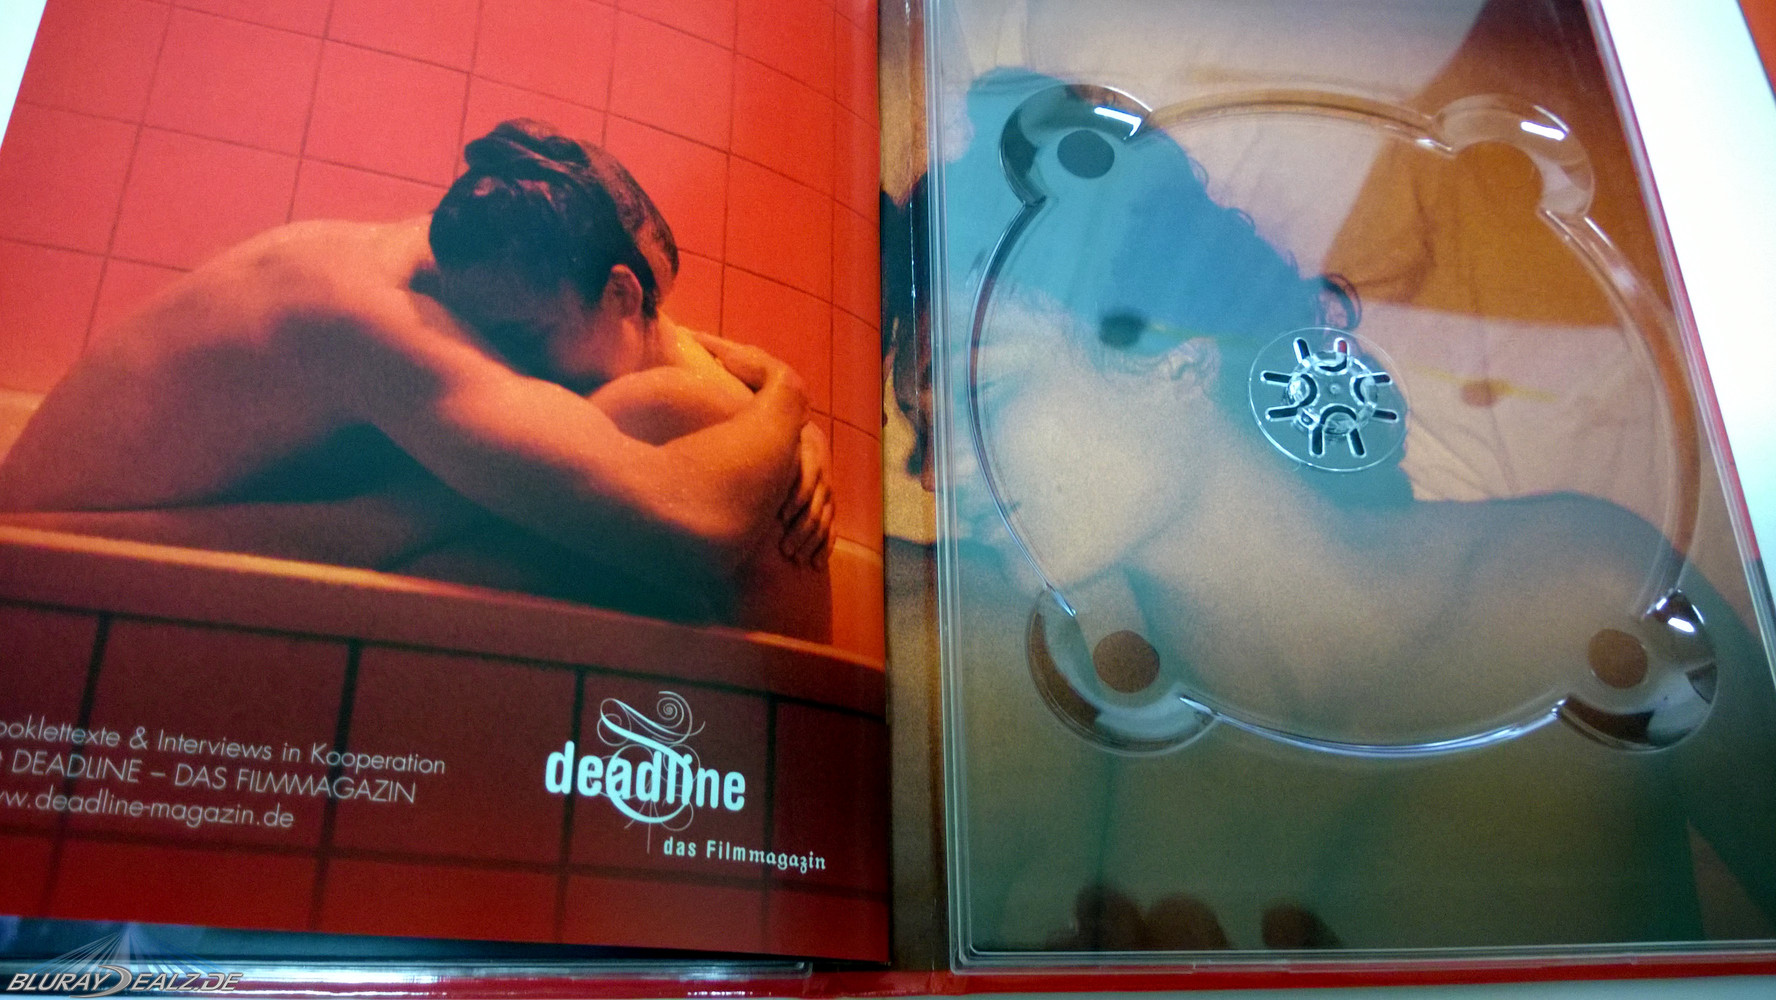 ooklettexte & Interviews in Kooperation
DEADLINE – DAS FILMMAGAZIN
w.deadline-magazin.de
deadline
das Filmmagazin
BLURAYDEALZ.DE